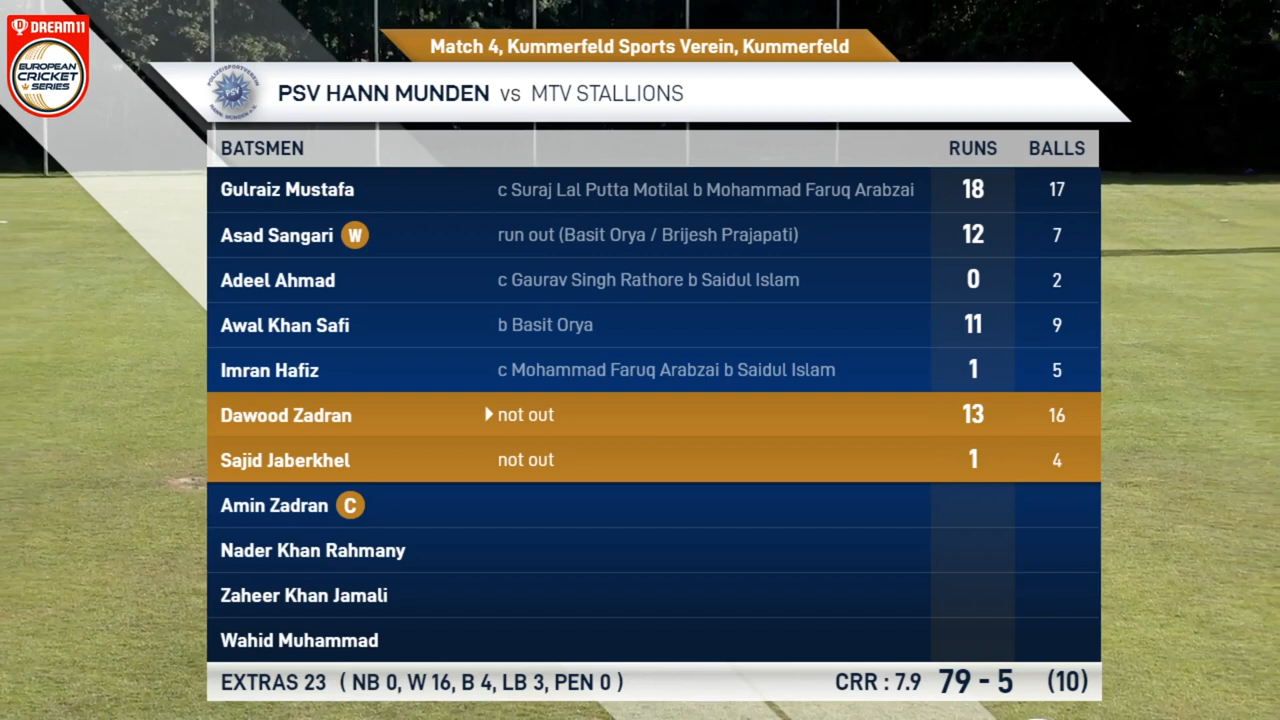 DREAM11
EUROPEAN
CRICKET
SERIES
Match 4, Kummerfeld Sports Verein, Kummerfeld
POLIZEISPORTVEREIN
PSV
HANN. MÜNDEN e.V.
PSV HANN MUNDEN vs MTV STALLIONS
BATSMEN RUNS BALLS
Gulraiz Mustafa c Suraj Lal Putta Motilal b Mohammad Faruq Arabzai 18 17
Asad Sangari W run out (Basit Orya / Brijesh Prajapati) 12 7
Adeel Ahmad c Gaurav Singh Rathore b Saidul Islam 0 2
Awal Khan Safi b Basit Orya 11 9
Imran Hafiz c Mohammad Faruq Arabzai b Saidul Islam 1 5
Dawood Zadran not out 13 16
Sajid Jaberkhel not out 1 4
Amin Zadran C
Nader Khan Rahmany
Zaheer Khan Jamali
Wahid Muhammad
EXTRAS 23 ( NB 0, W 16, B 4, LB 3, PEN 0 ) CRR : 7.9 79 - 5 (10)